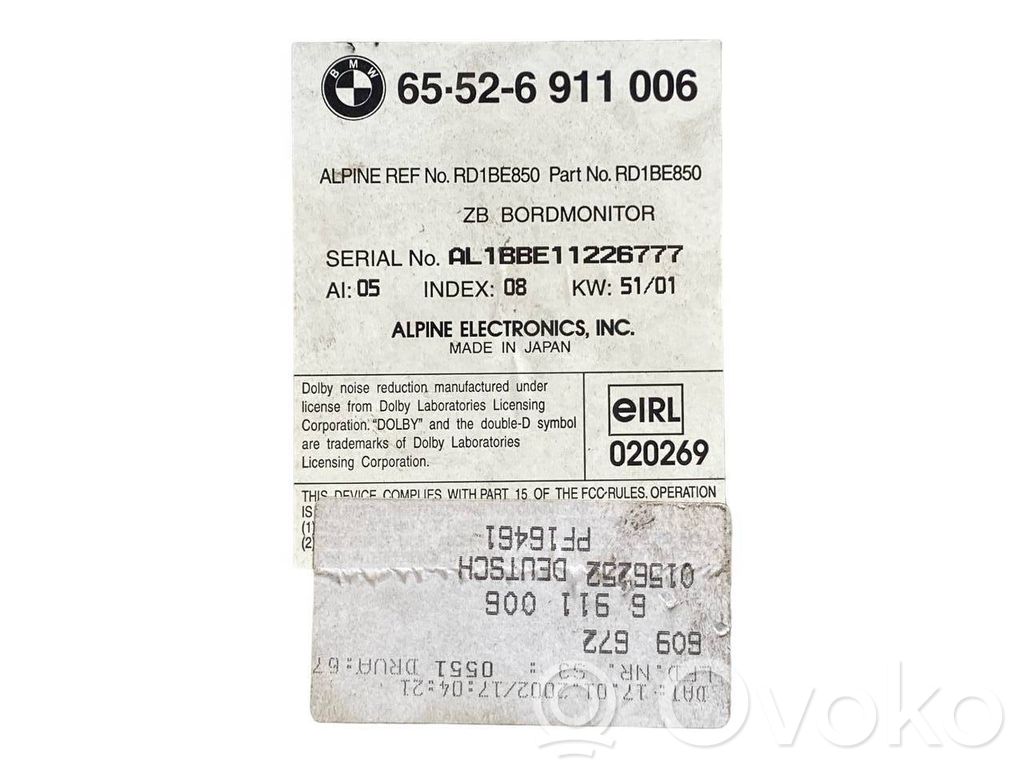 BMW
65·52-6 911 006
ALPINE REF No. RD1BE850 Part No. RD1BE850
ZB BORDMONITOR
SERIAL No. AL1BBE11226777
AI: 05 INDEX: 08 KW: 51/01
ALPINE ELECTRONICS, INC.
MADE IN JAPAN
Dolby noise reduction manufactured under
license from Dolby Laboratories Licensing
Corporation. "DOLBY" and the double-D symbol
are trademarks of Dolby Laboratories
Licensing Corporation.
eIRL
020269
THIS DEVICE COMPLIES WITH PART 15 OF THE FCC-RULES. OPERATION
IS
(1)
(2)
DAT: 17.01.2002/17:04:21
LFD.NR. 0551 DRUA:67
609 672
6 911 006
0156252 DEUTSCH
PF16461
Ovoko